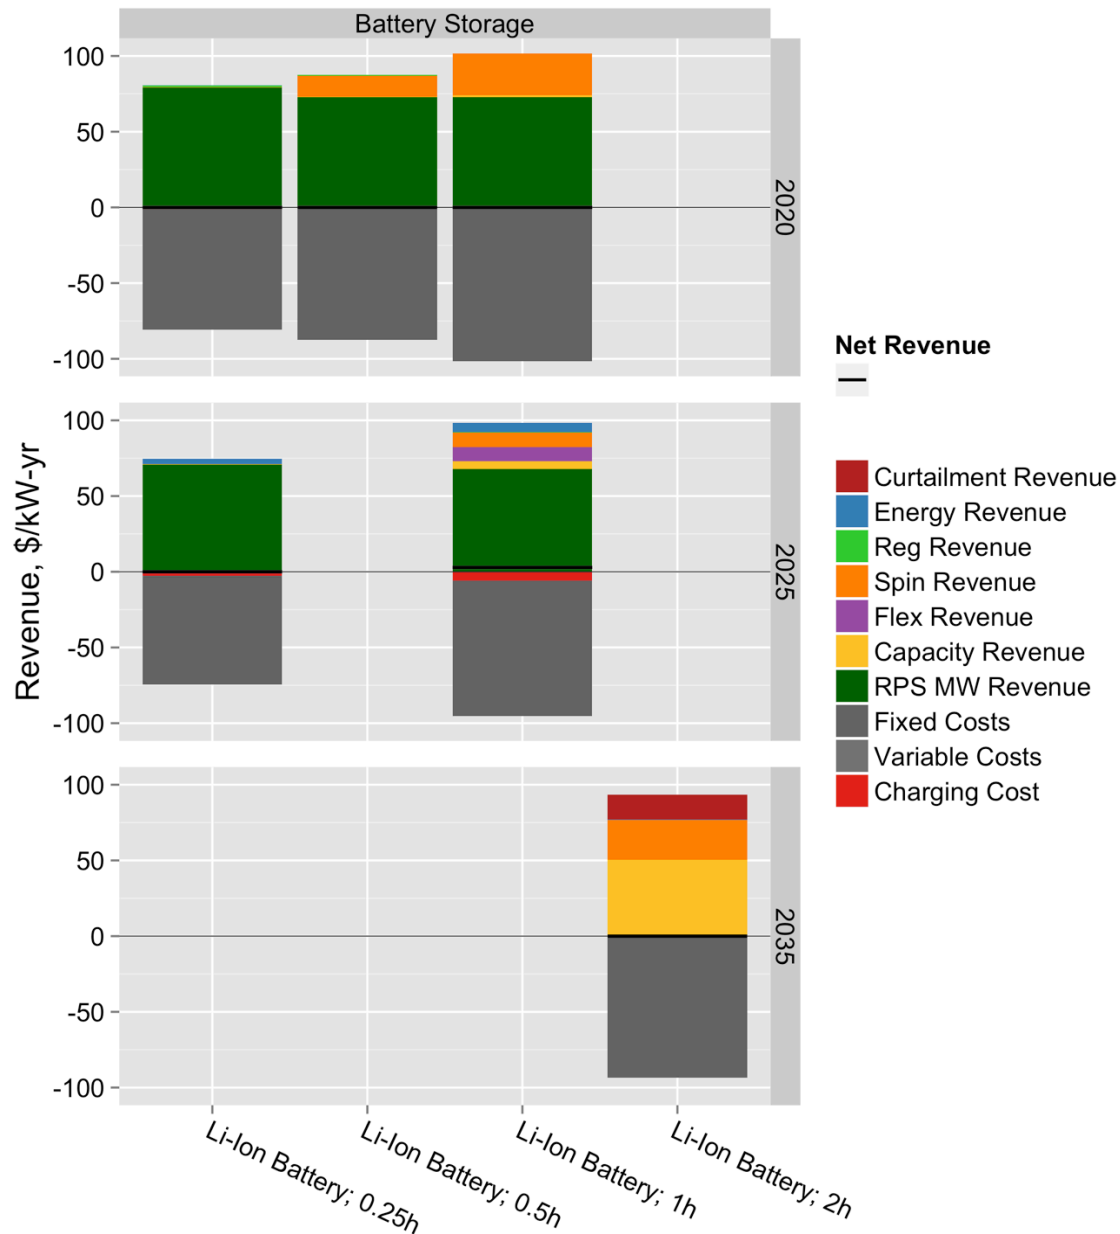 Battery Storage
100
50
0
-50
-100
2020
100
50
0
-50
-100
2025
100
50
0
-50
-100
2035
Revenue, $/kW-yr
Li-Ion Battery; 0.25h
Li-Ion Battery; 0.5h
Li-Ion Battery; 1h
Li-Ion Battery; 2h
Net Revenue
Curtailment Revenue
Energy Revenue
Reg Revenue
Spin Revenue
Flex Revenue
Capacity Revenue
RPS MW Revenue
Fixed Costs
Variable Costs
Charging Cost